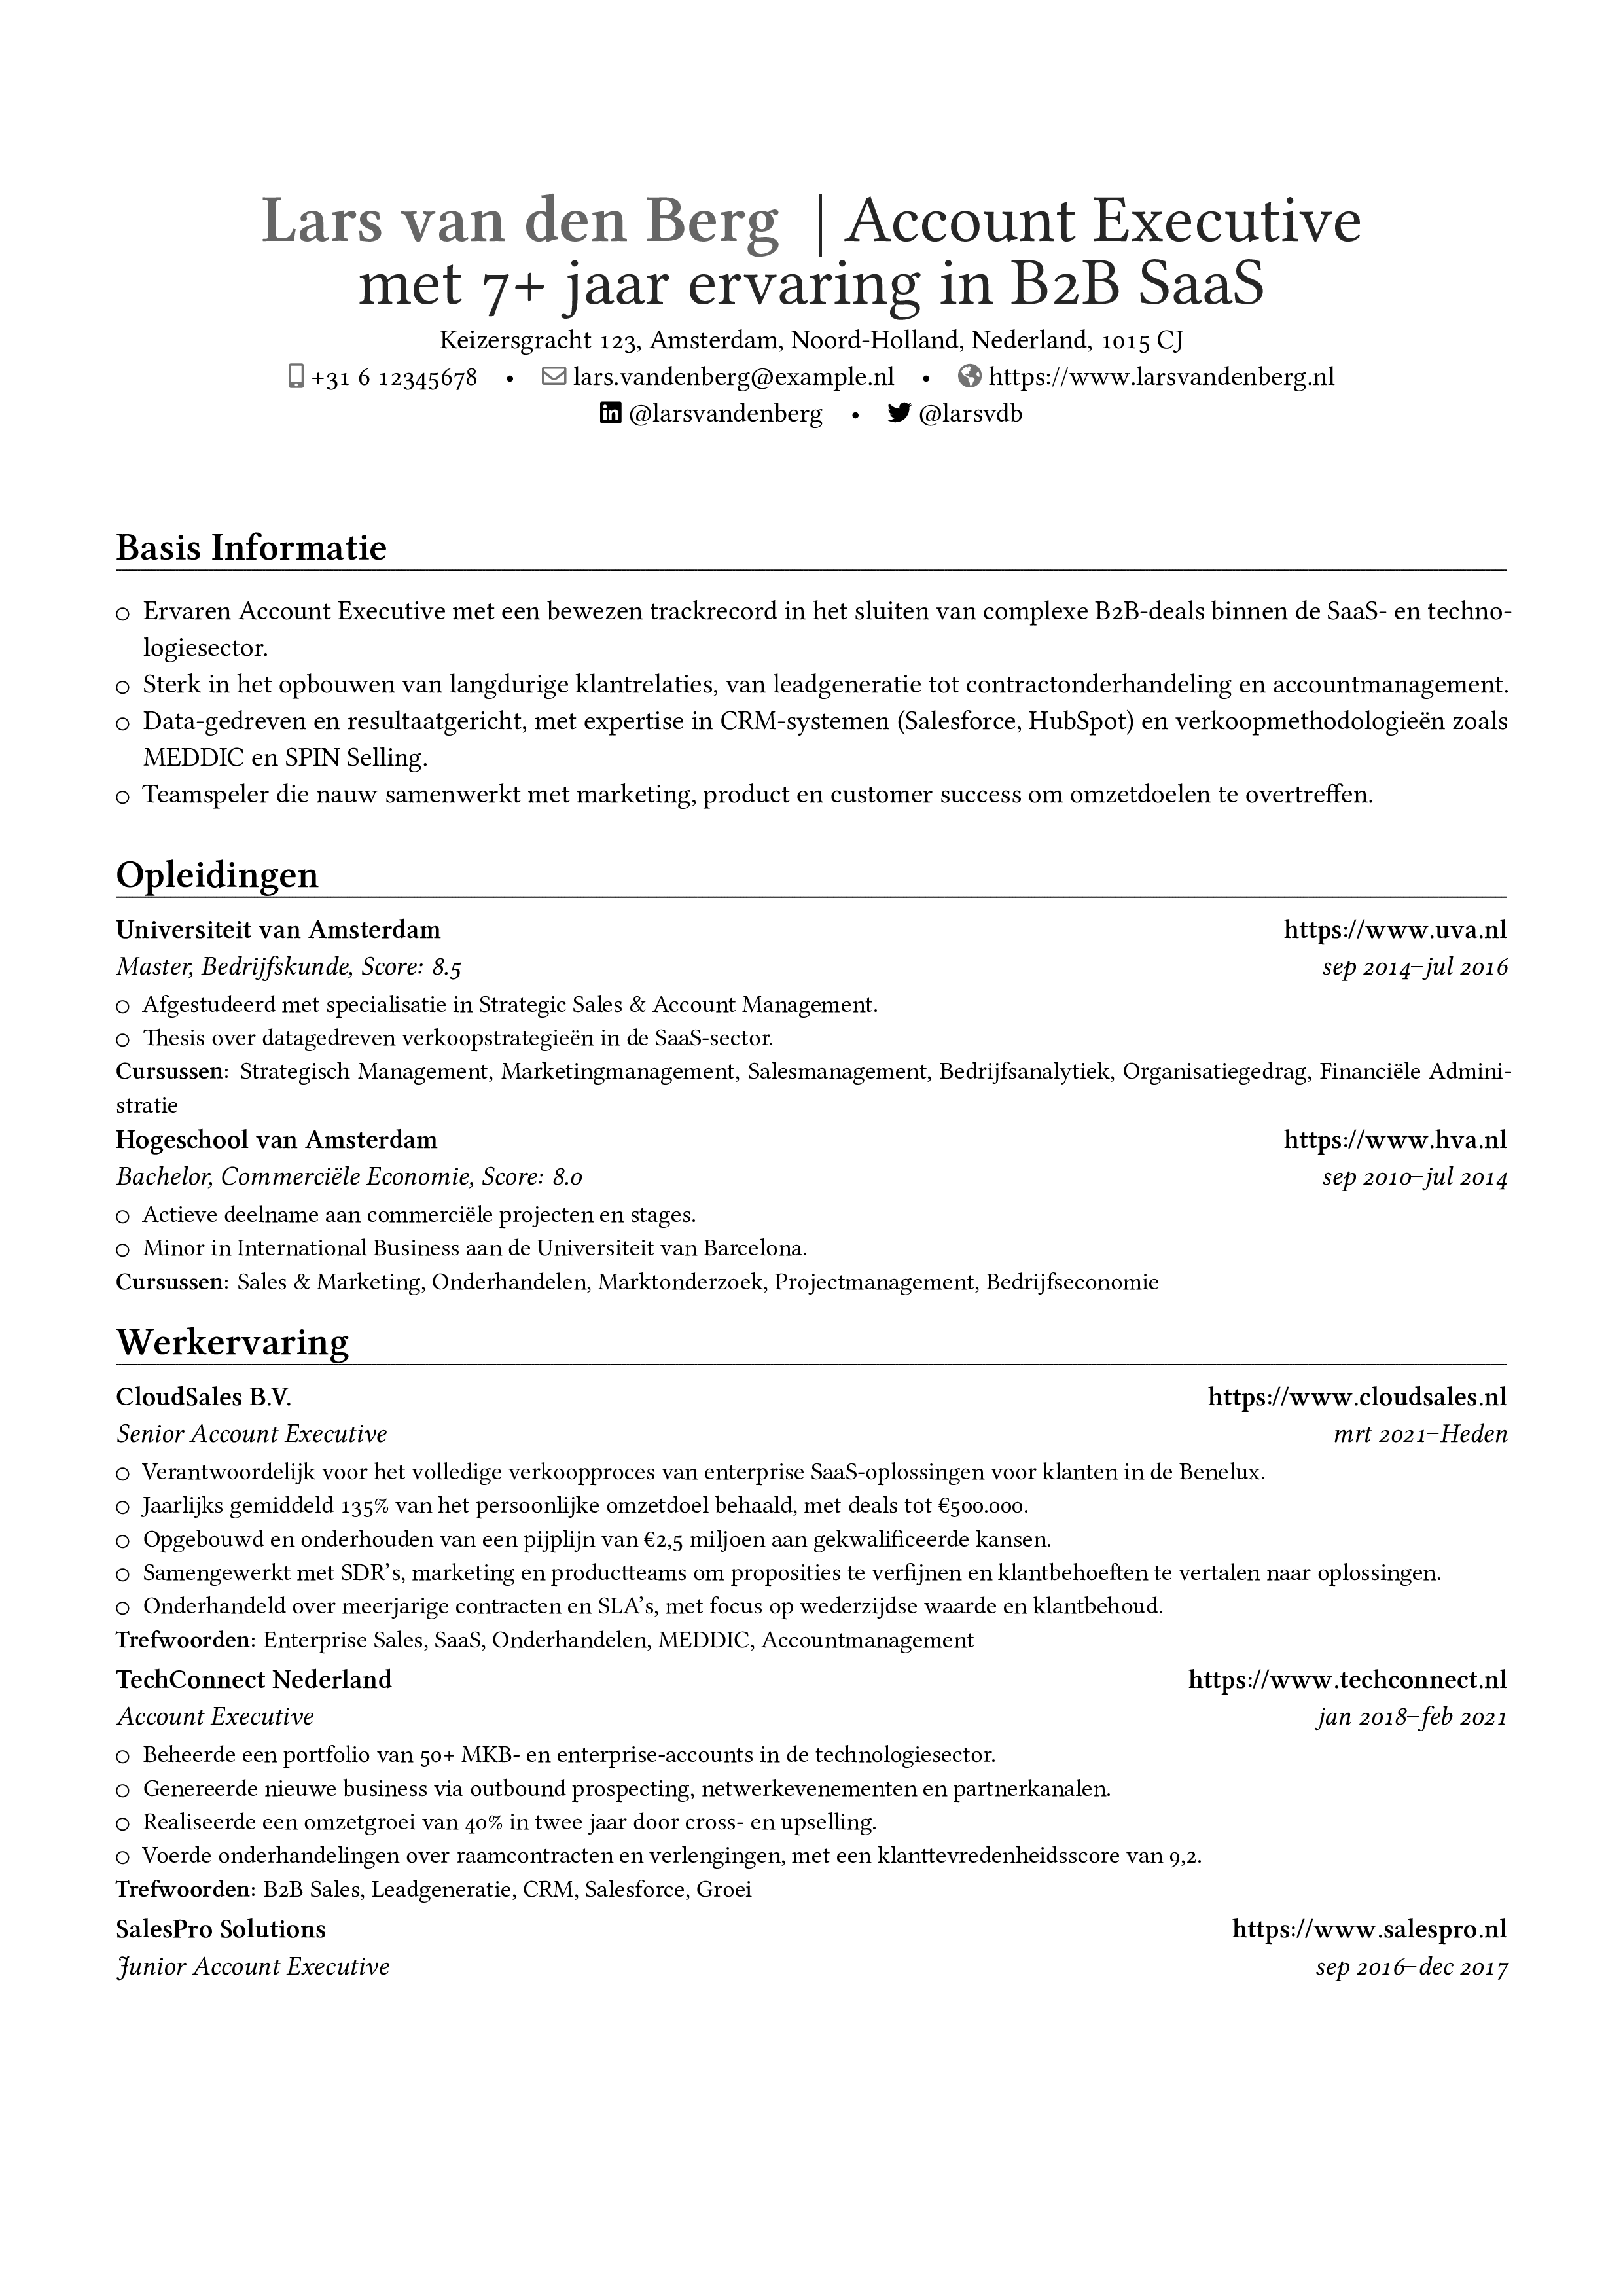 Lars van den Berg | Account Executive
met 7+ jaar ervaring in B2B SaaS
Keizersgracht 123, Amsterdam, Noord-Holland, Nederland, 1015 CJ
+31 6 12345678 • lars.vandenberg@example.nl • https://www.larsvandenberg.nl
@larsvandenberg • @larsvdb
Basis Informatie
Ervaren Account Executive met een bewezen trackrecord in het sluiten van complexe B2B-deals binnen de SaaS- en techno-
logiesector.
Sterk in het opbouwen van langdurige klantrelaties, van leadgeneratie tot contractonderhandeling en accountmanagement.
Data-gedreven en resultaatgericht, met expertise in CRM-systemen (Salesforce, HubSpot) en verkoopmethodologieën zoals
MEDDIC en SPIN Selling.
Teamspeler die nauw samenwerkt met marketing, product en customer success om omzetdoelen te overtreffen.
Opleidingen
Universiteit van Amsterdam https://www.uva.nl
Master, Bedrijfskunde, Score: 8.5 sep 2014–jul 2016
Afgestudeerd met specialisatie in Strategic Sales & Account Management.
Thesis over datagedreven verkoopstrategieën in de SaaS-sector.
Cursussen: Strategisch Management, Marketingmanagement, Salesmanagement, Bedrijfsanalytiek, Organisatiegedrag, Financiële Admini-
stratie
Hogeschool van Amsterdam https://www.hva.nl
Bachelor, Commerciële Economie, Score: 8.0 sep 2010–jul 2014
Actieve deelname aan commerciële projecten en stages.
Minor in International Business aan de Universiteit van Barcelona.
Cursussen: Sales & Marketing, Onderhandelen, Marktonderzoek, Projectmanagement, Bedrijfseconomie
Werkervaring
CloudSales B.V. https://www.cloudsales.nl
Senior Account Executive mrt 2021–Heden
Verantwoordelijk voor het volledige verkoopproces van enterprise SaaS-oplossingen voor klanten in de Benelux.
Jaarlijks gemiddeld 135% van het persoonlijke omzetdoel behaald, met deals tot €500.000.
Opgebouwd en onderhouden van een pijplijn van €2,5 miljoen aan gekwalificeerde kansen.
Samengewerkt met SDR's, marketing en productteams om proposities te verfijnen en klantbehoeften te vertalen naar oplossingen.
Onderhandeld over meerjarige contracten en SLA's, met focus op wederzijdse waarde en klantbehoud.
Trefwoorden: Enterprise Sales, SaaS, Onderhandelen, MEDDIC, Accountmanagement
TechConnect Nederland https://www.techconnect.nl
Account Executive jan 2018–feb 2021
Beheerde een portfolio van 50+ MKB- en enterprise-accounts in de technologiesector.
Genereerde nieuwe business via outbound prospecting, netwerkevenementen en partnerkanalen.
Realiseerde een omzetgroei van 40% in twee jaar door cross- en upselling.
Voerde onderhandelingen over raamcontracten en verlengingen, met een klanttevredenheidsscore van 9,2.
Trefwoorden: B2B Sales, Leadgeneratie, CRM, Salesforce, Groei
SalesPro Solutions https://www.salespro.nl
Junior Account Executive sep 2016–dec 2017